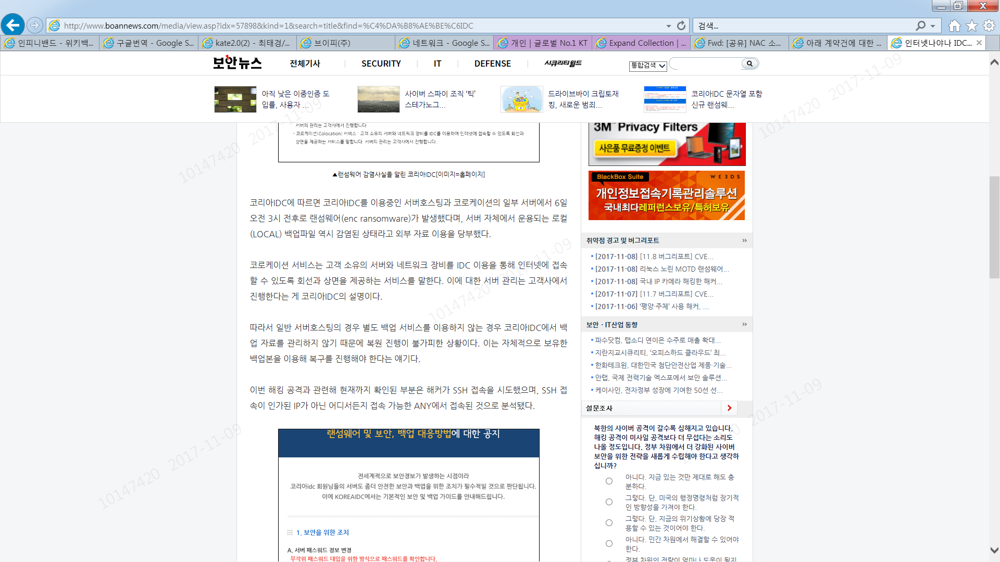 http://www.boannews.com/media/view.asp?idx=57898&kind=1&search=title&find=%C4%DA%B8%AE%BE%C6IDC
검색...
인피니밴드 - 위키백...
구글번역 - Google S...
kate2.0(2) - 최태경/...
브이피(주)
네트워크 - Google S...
개인 | 글로벌 No.1 KT
Expand Collection | ...
Fwd: [공유] NAC 소...
아래 계약건에 대한 ...
인터넷나야나 IDC...
보안뉴스
전체기사
SECURITY
IT
DEFENSE
시큐리티월드
통합검색
아직 낮은 이중인증 도
입률, 사용자 ...
사이버 스파이 조직 ‘틱’
스테가노그...
드라이브바이 크립토재
킹, 새로운 범죄...
코리아IDC 문자열 포함
신규 랜섬웨...
서버의 관리는 고객사에서 진행합니다
- 코로케이션(Colocation) 서비스 : 고객 소유의 서버와 네트워크 장비를 IDC를 이용하여 인터넷에 접속할 수 있도록 회선과
상면을 제공하는 서비스를 말합니다. 서버의 관리는 고객사에서 진행합니다.
▲랜섬웨어 감염사실을 알린 코리아IDC[이미지=홈페이지]
코리아IDC에 따르면 코리아IDC를 이용중인 서버호스팅과 코로케이션의 일부 서버에서 6일
오전 3시 전후로 랜섬웨어(enc ransomware)가 발생했다며, 서버 자체에서 운용되는 로컬
(LOCAL) 백업파일 역시 감염된 상태라고 외부 자료 이용을 당부했다.
코로케이션 서비스는 고객 소유의 서버와 네트워크 장비를 IDC 이용을 통해 인터넷에 접속
할 수 있도록 회선과 상면을 제공하는 서비스를 말한다. 이에 대한 서버 관리는 고객사에서
진행한다는 게 코리아IDC의 설명이다.
따라서 일반 서버호스팅의 경우 별도 백업 서비스를 이용하지 않는 경우 코리아IDC에서 백
업 자료를 관리하지 않기 때문에 복원 진행이 불가피한 상황이다. 이는 자체적으로 보유한
백업본을 이용해 복구를 진행해야 한다는 얘기다.
이번 해킹 공격과 관련해 현재까지 확인된 부분은 해커가 SSH 접속을 시도했으며, SSH 접
속이 인가된 IP가 아닌 어디서든지 접속 가능한 ANY에서 접속된 것으로 분석됐다.
랜섬웨어 및 보안, 백업 대응방법에 대한 공지
전세계적으로 보안경보가 발생하는 시점이라
코리아idc 회원님들의 서버도 좀더 안전한 보안과 백업을 위한 조치가 필수적일 것으로 판단됩니다.
이에 KOREAIDC에서는 기본적인 보안 및 백업 가이드를 안내해드립니다.
1. 보안을 위한 조치
A. 서버 패스워드 정보 변경
무작위 패스워드 대입을 위한 방식으로 패스워드를 확인합니다.
3M™ Privacy Filters
사은품 무료증정 이벤트
BlackBox Suite
WEEDS
개인정보접속기록관리솔루션
국내최다레퍼런스보유/특허보유
취약점 경고 및 버그리포트 ››
• [2017-11-08] [11.8 버그리포트] CVE...
• [2017-11-08] 리눅스 노린 MOTD 랜섬웨어...
• [2017-11-08] 국내 IP 카메라 해킹한 해커...
• [2017-11-07] [11.7 버그리포트] CVE...
• [2017-11-06] ‘평양·주체’ 사용 해커, ...
보안ㆍIT산업 동향 ››
• 파수닷컴, 랩소디 연이은 수주로 매출 확대...
• 지란지교시큐리티, ‘오피스하드 클라우드’ 최...
• 한화테크윈, 대한민국 첨단안전산업 제품·기술...
• 안랩, 국제 전력기술 엑스포에서 보안 솔루션...
• 케이사인, 전자정부 성장에 기여한 50선 선...
설문조사
북한의 사이버 공격이 갈수록 심해지고 있습니다.
해킹 공격이 미사일 공격보다 더 무섭다는 소리도
나올 정도입니다. 정부 차원에서 더 강화된 사이버
보안을 위한 전략을 새롭게 수립해야 한다고 생각하
십니까?
아니다. 지금 있는 것만 제대로 해도 충
분하다.
그렇다. 단, 미국의 행정명령처럼 장기적
인 방향성을 가져야 한다.
그렇다. 단, 지금의 위기상황에 당장 적
용할 수 있는 것이어야 한다.
아니다. 민간 차원에서 해결할 수 있어야
한다.
정부 차원의 전략이 얼마나 도움이 될지
10147420 2017-11-09
10147420 2017-11-09
10147420 2017-11-09
10147420 2017-11-09
2017-11-09